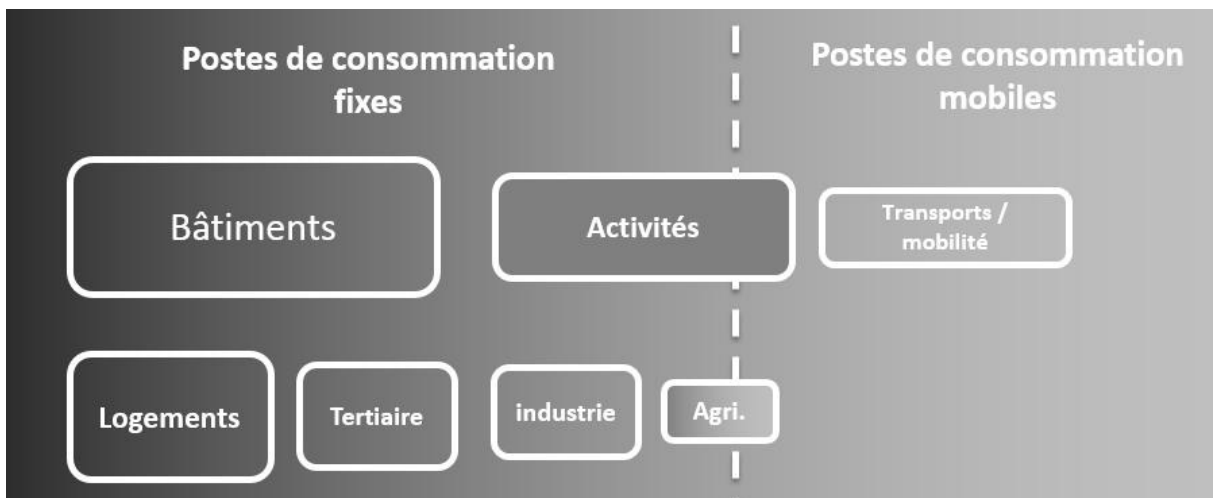 Postes de consommation
fixes
Postes de consommation
mobiles
Bâtiments
Activités
Transports /
mobilité
Logements
Tertiaire
industrie
Agri.